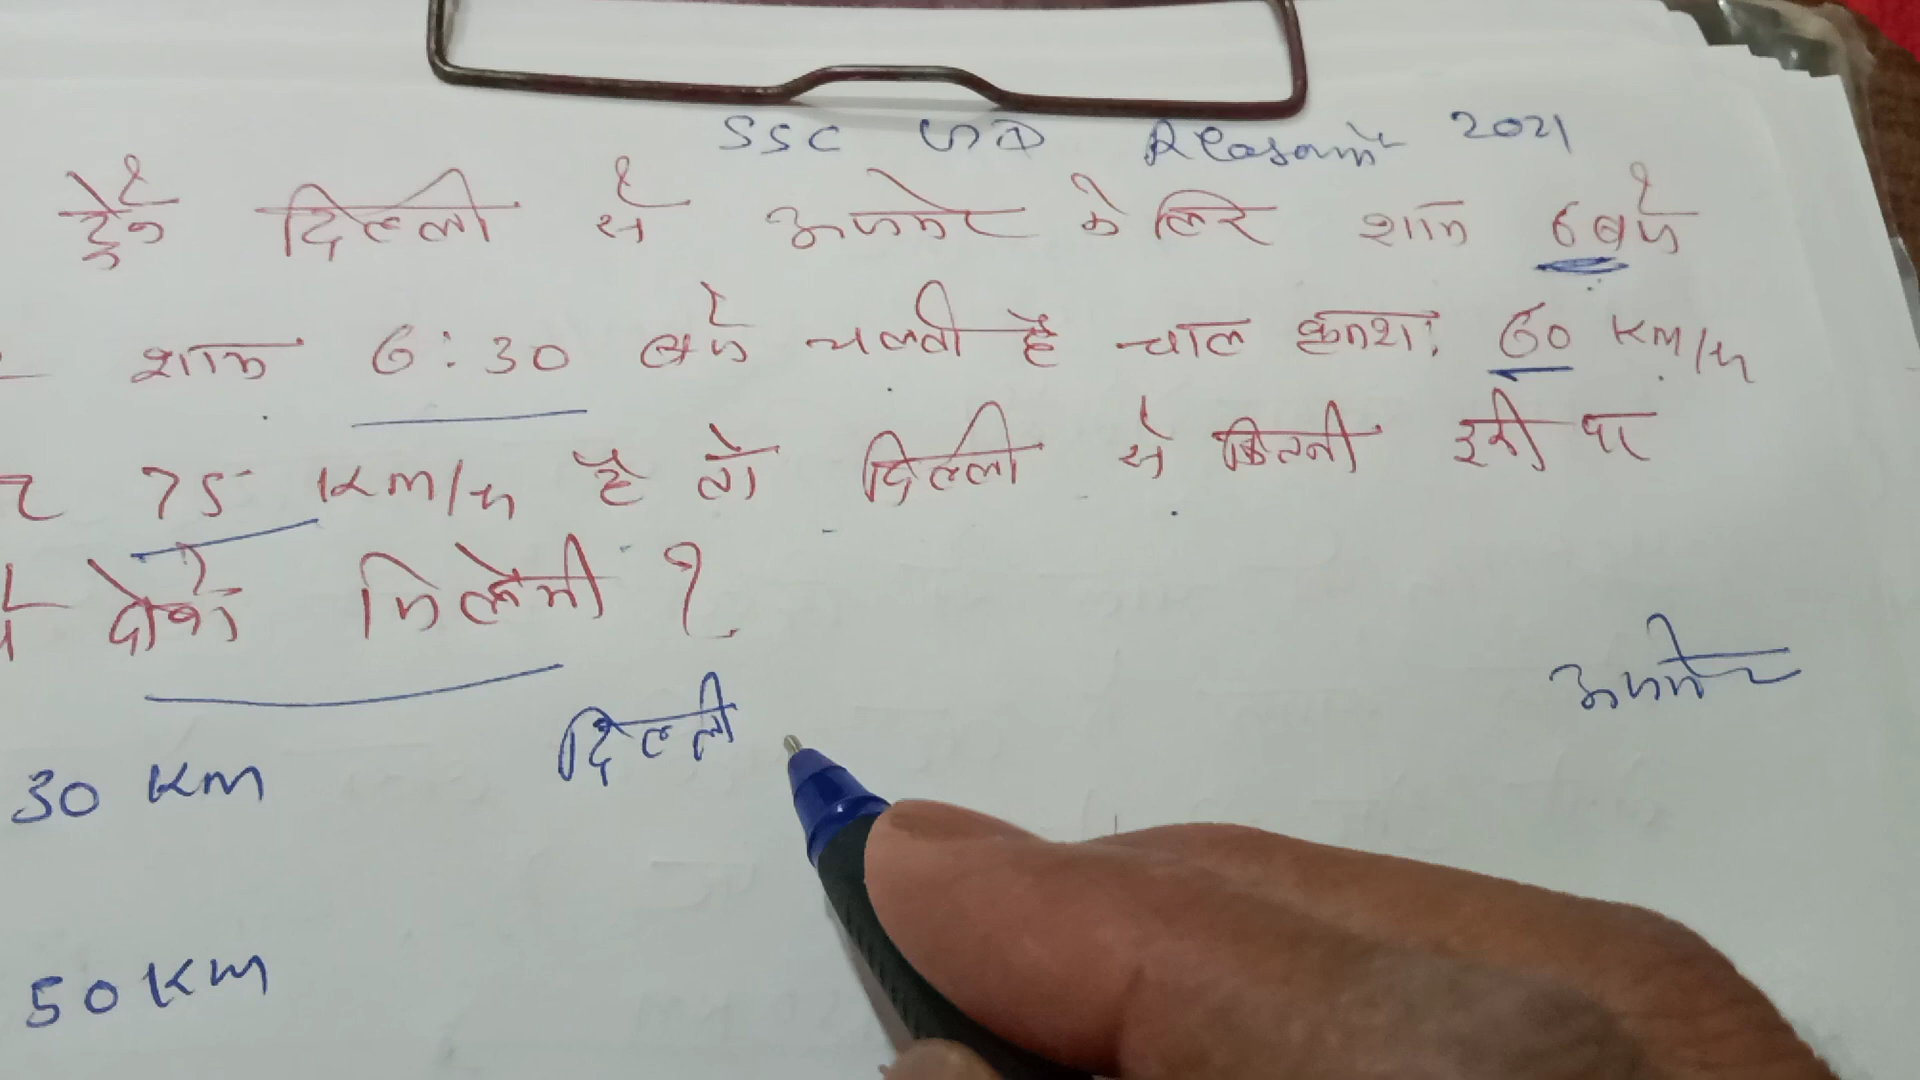 SSC GD Reasoning 2021
ट्रेने दिल्ली से अजमेर के लिए शाम 6 बजे
शाम 6:30 बजे चलती है चाल क्रमशः 60 KM/h
75 KM/h है तो दिल्ली से कितनी दूरी पर
दोनों मिलेगी ?
दिल्ली अजमेर
30 KM
50 KM